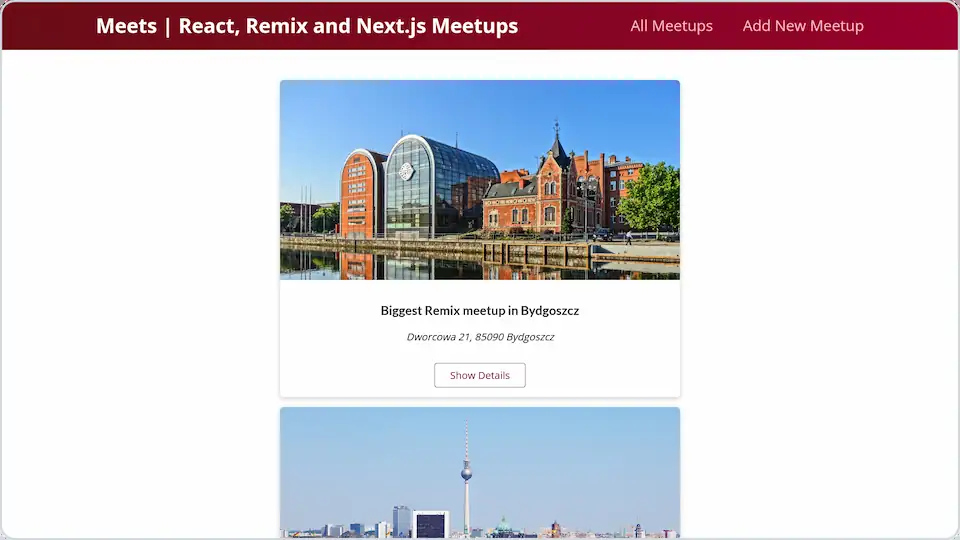 Meets | React, Remix and Next.js Meetups
All Meetups
Add New Meetup
Biggest Remix meetup in Bydgoszcz
Dworcowa 21, 85090 Bydgoszcz
Show Details